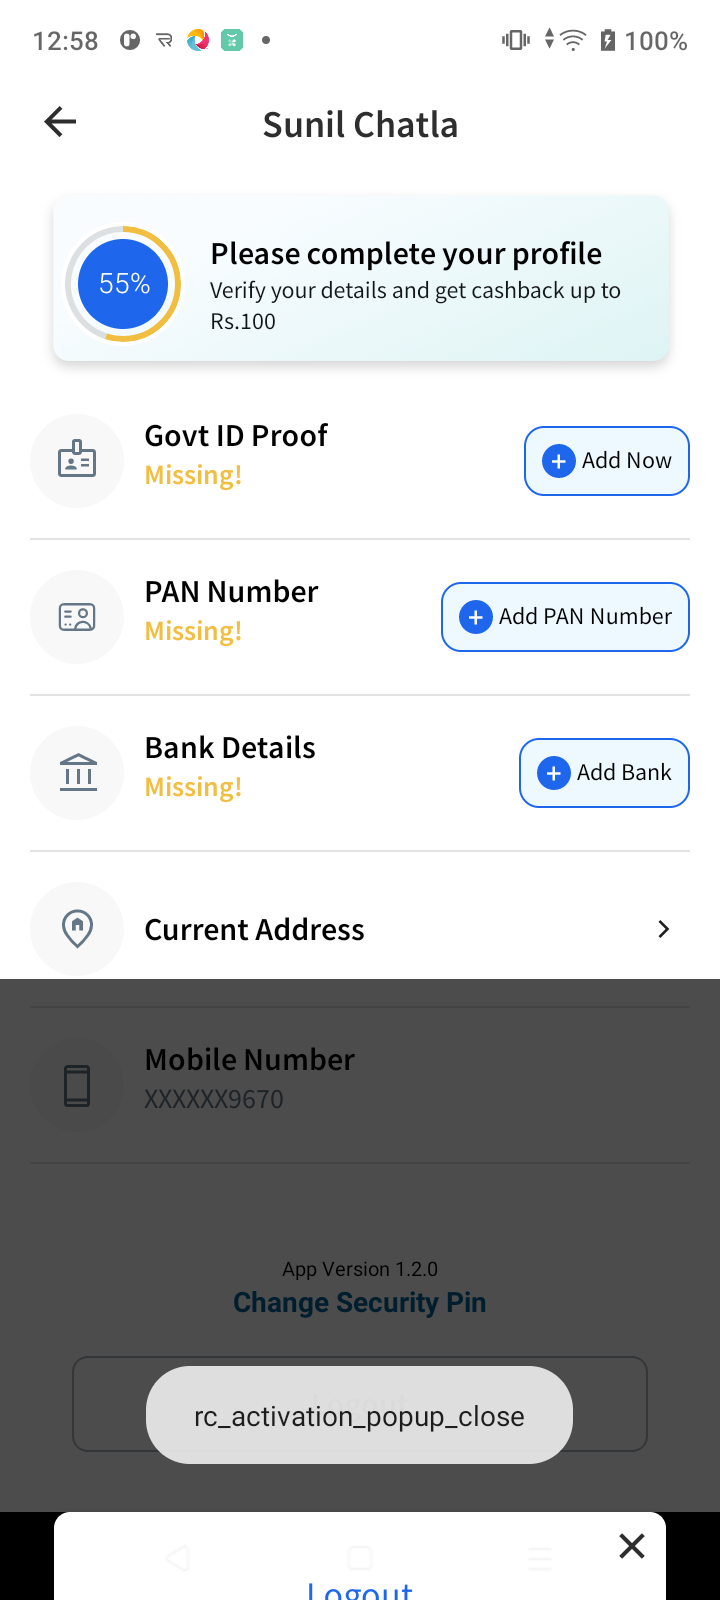 12:58
100%
Sunil Chatla
55%
Please complete your profile
Verify your details and get cashback up to
Rs.100
Govt ID Proof
Missing!
Add Now
PAN Number
Missing!
Add PAN Number
Bank Details
Missing!
Add Bank
Current Address
Mobile Number
XXXXXX9670
App Version 1.2.0
Change Security Pin
Logout
rc_activation_popup_close
Logout